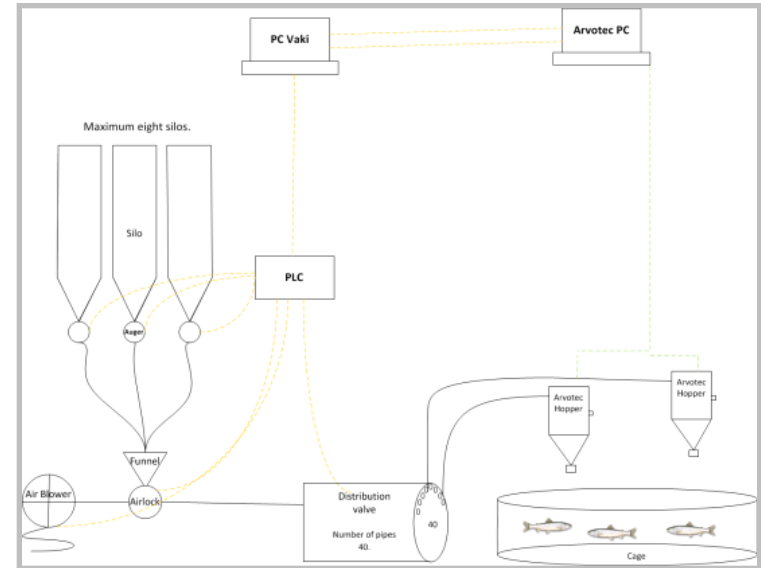 PC Vaki
Arvotec PC
Maximum eight silos.
Silo
PLC
Auger
Arvotec
Hopper
Arvotec
Hopper
Funnel
Air Blower
Airlock
Distribution
valve
Number of pipes
40.
40
Cage